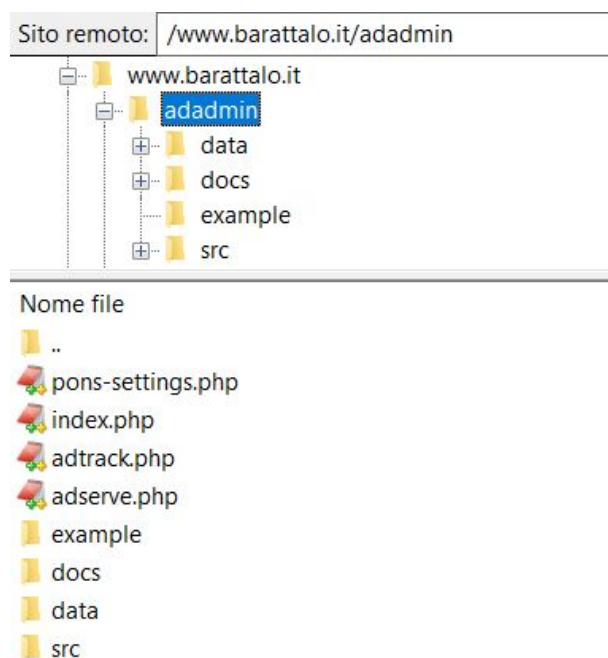 Sito remoto: /www.barattalo.it/adadmin
www.barattalo.it
adadmin
data
docs
example
src
Nome file
..
pons-settings.php
index.php
adtrack.php
adserve.php
example
docs
data
src